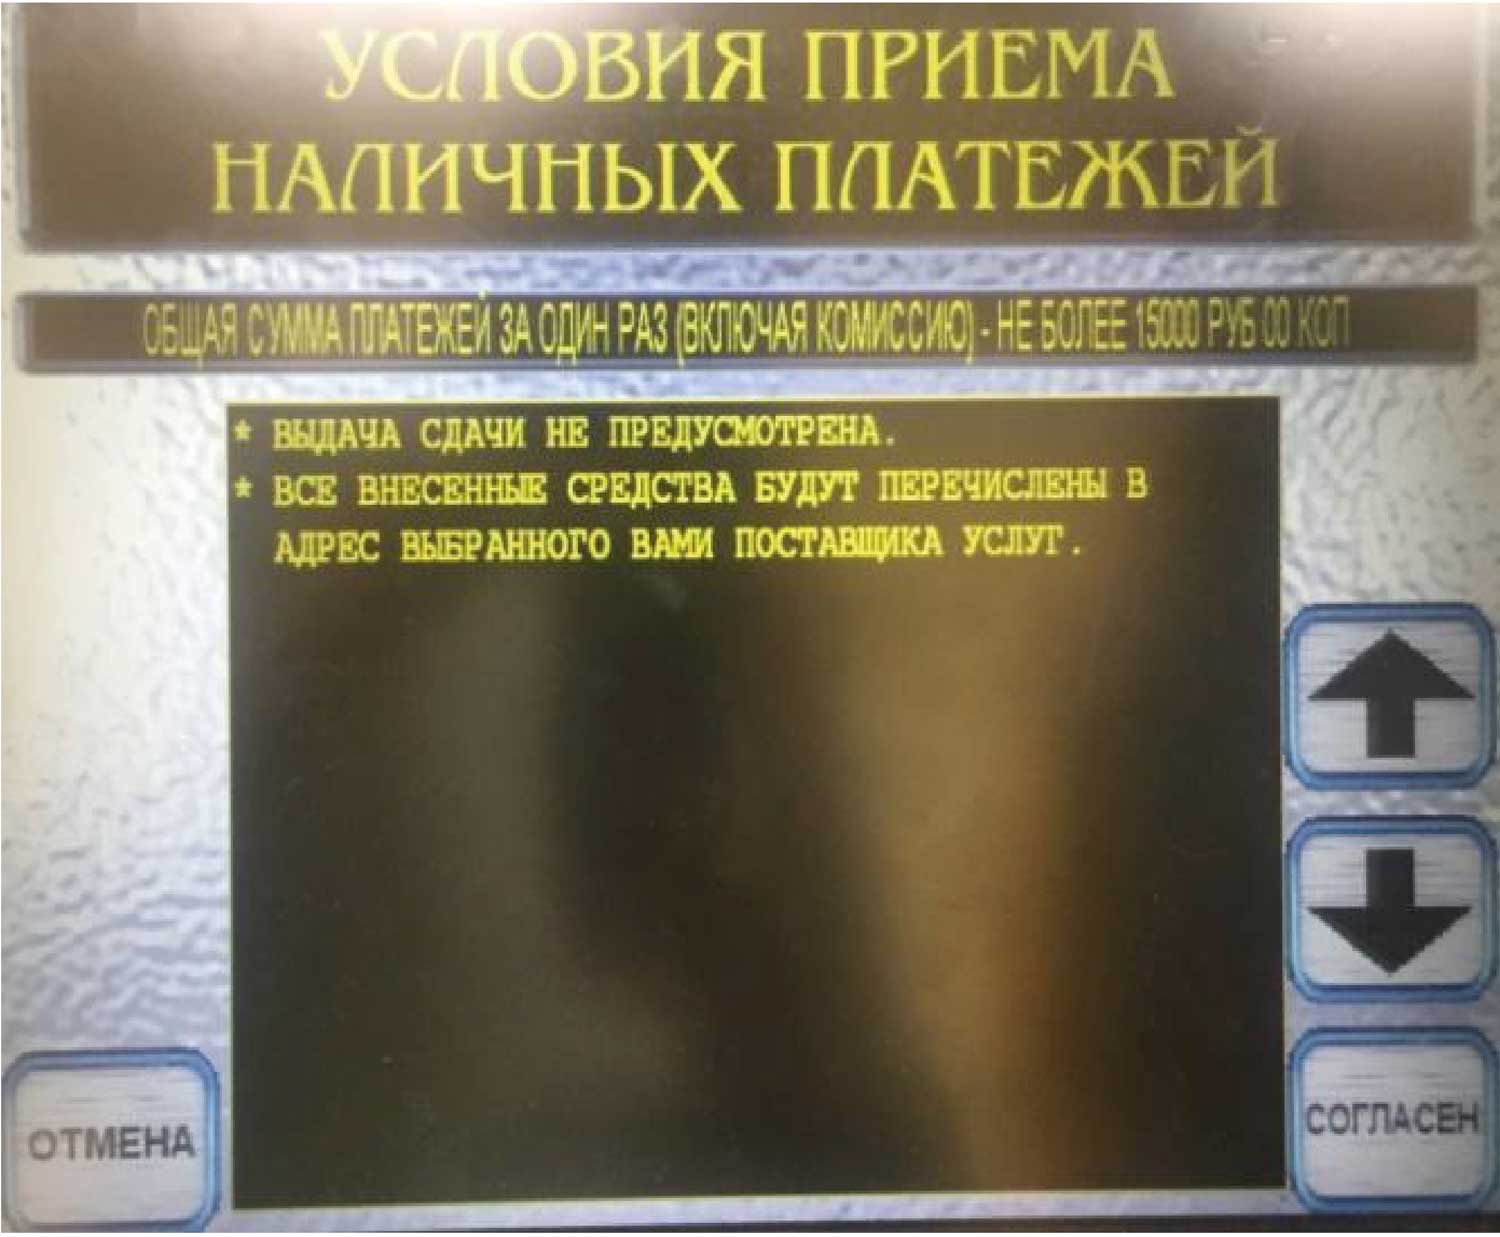 УСЛОВИЯ ПРИЕМА
НАЛИЧНЫХ ПЛАТЕЖЕЙ
ОБЩАЯ СУММА ПЛАТЕЖЕЙ ЗА ОДИН РАЗ (ВКЛЮЧАЯ КОМИССИЮ) - НЕ БОЛЕЕ 15000 РУБ 00 КОП
* ВЫДАЧА СДАЧИ НЕ ПРЕДУСМОТРЕНА.
* ВСЕ ВНЕСЕННЫЕ СРЕДСТВА БУДУТ ПЕРЕЧИСЛЕНЫ В
АДРЕС ВЫБРАННОГО ВАМИ ПОСТАВЩИКА УСЛУГ.
ОТМЕНА
СОГЛАСЕН